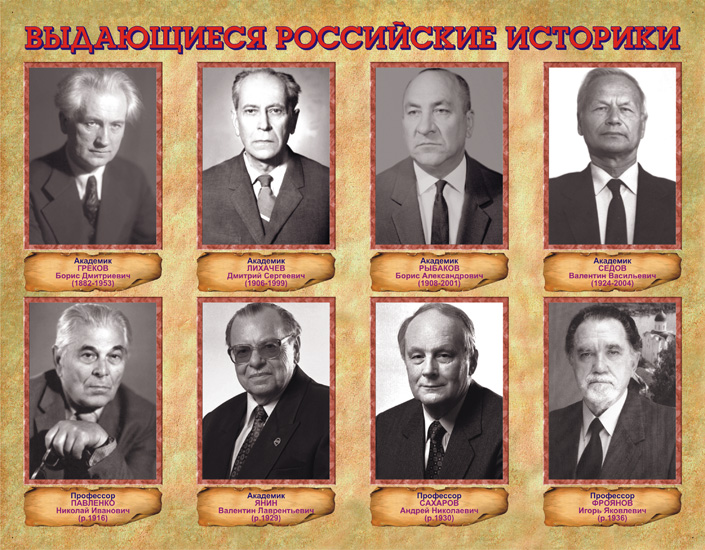 ВЫДАЮЩИЕСЯ РОССИЙСКИЕ ИСТОРИКИ
Академик
ГРЕКОВ
Борис Дмитриевич
(1882-1953)
Академик
ЛИХАЧЕВ
Дмитрий Сергеевич
(1906-1999)
Академик
РЫБАКОВ
Борис Александрович
(1908-2001)
Академик
СЕДОВ
Валентин Васильевич
(1924-2004)
Профессор
ПАВЛЕНКО
Николай Иванович
(р.1916)
Академик
ЯНИН
Валентин Лаврентьевич
(р.1929)
Профессор
САХАРОВ
Андрей Николаевич
(р.1930)
Профессор
ФРОЯНОВ
Игорь Яковлевич
(р.1936)